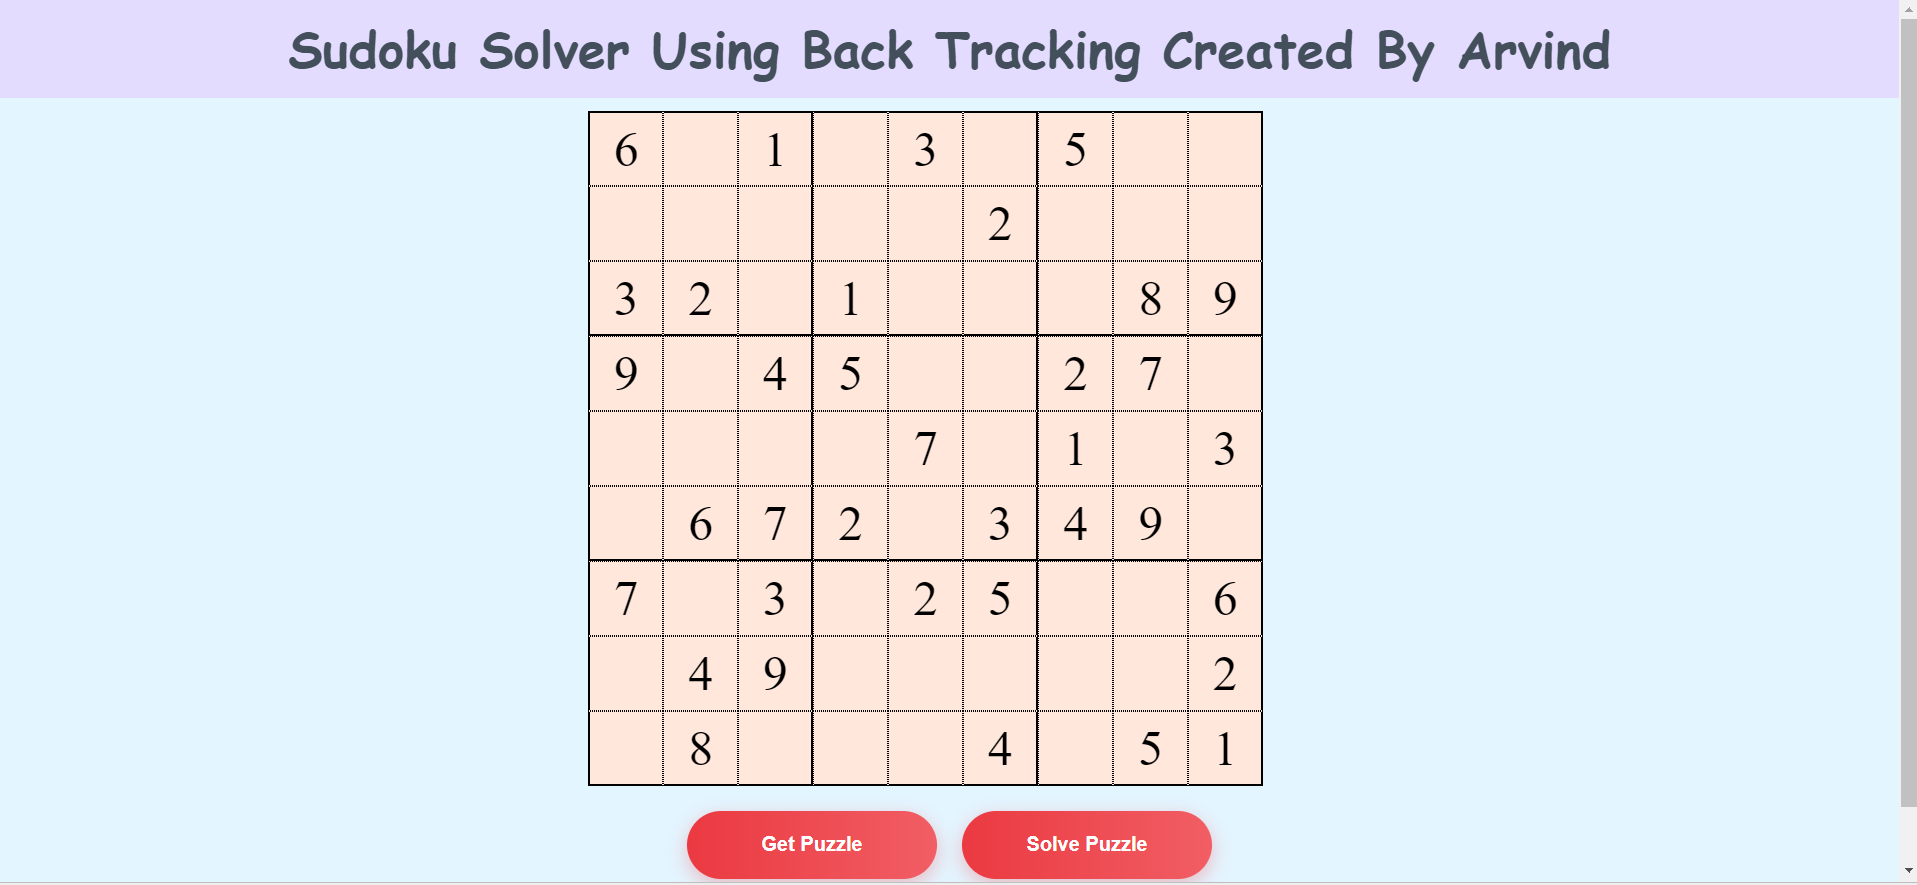 Sudoku Solver Using Back Tracking Created By Arvind
6 1 3 5
2
3 2 1 8 9
9 4 5 2 7
7 1 3
6 7 2 3 4 9
7 3 2 5 6
4 9 2
8 4 5 1
Get Puzzle Solve Puzzle